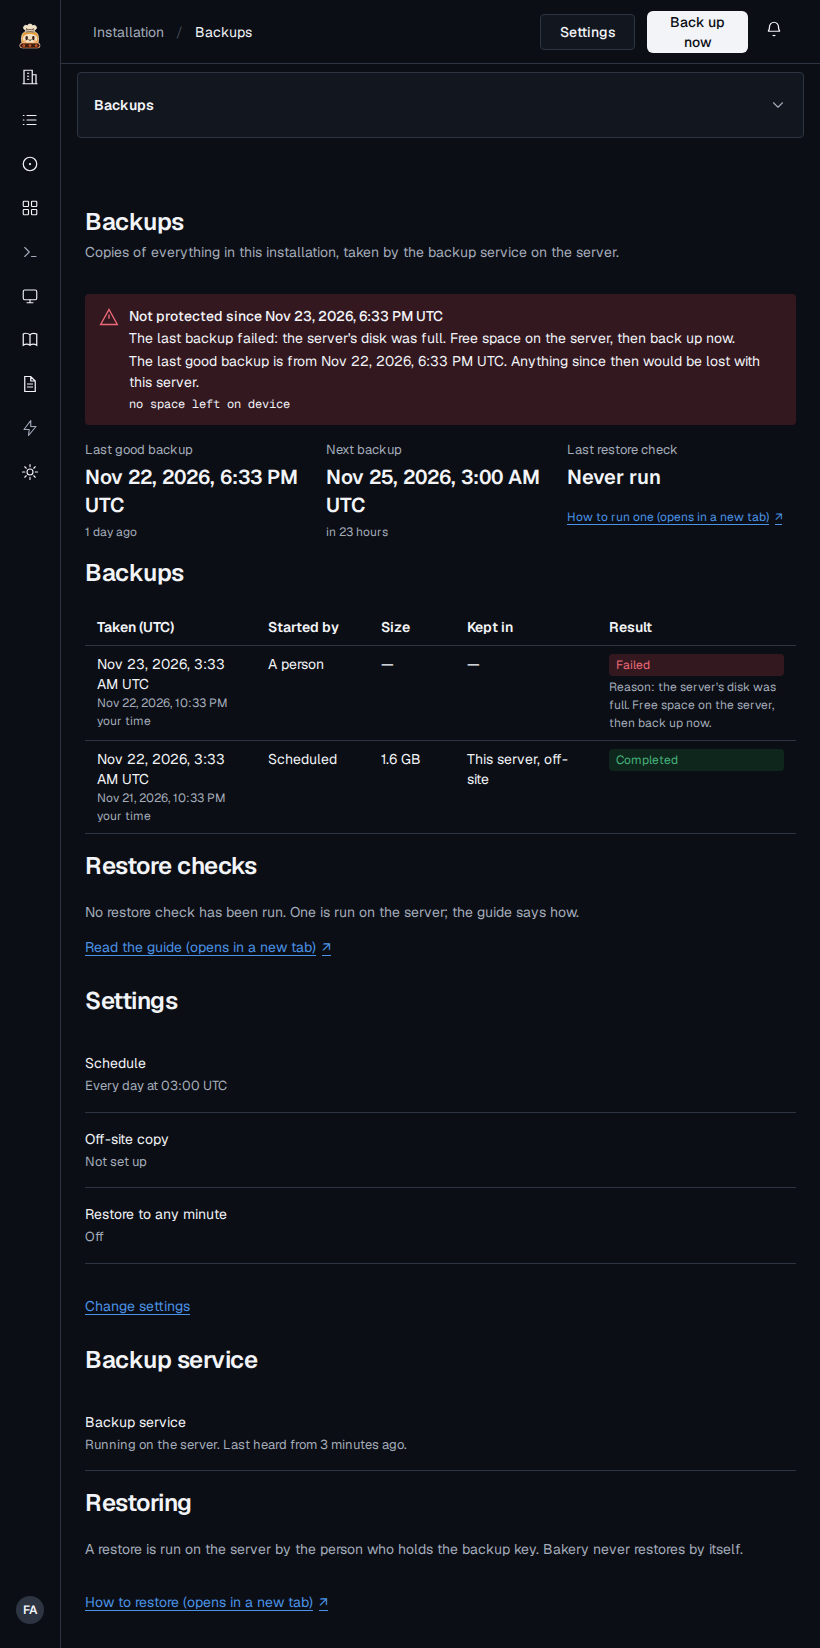 Installation / Backups
Settings
Back up
now
Backups
Backups
Copies of everything in this installation, taken by the backup service on the server.
Not protected since Nov 23, 2026, 6:33 PM UTC
The last backup failed: the server's disk was full. Free space on the server, then back up now.
The last good backup is from Nov 22, 2026, 6:33 PM UTC. Anything since then would be lost with
this server.
no space left on device
Last good backup
Nov 22, 2026, 6:33 PM
UTC
1 day ago
Next backup
Nov 25, 2026, 3:00 AM
UTC
in 23 hours
Last restore check
Never run
How to run one (opens in a new tab) ↗
Backups
Taken (UTC) Started by Size Kept in Result
Nov 23, 2026, 3:33
AM UTC
Nov 22, 2026, 10:33 PM
your time
A person
—
—
Failed
Reason: the server's disk was
full. Free space on the server,
then back up now.
Nov 22, 2026, 3:33
AM UTC
Nov 21, 2026, 10:33 PM
your time
Scheduled
1.6 GB
This server, off-
site
Completed
Restore checks
No restore check has been run. One is run on the server; the guide says how.
Read the guide (opens in a new tab) ↗
Settings
Schedule
Every day at 03:00 UTC
Off-site copy
Not set up
Restore to any minute
Off
Change settings
Backup service
Backup service
Running on the server. Last heard from 3 minutes ago.
Restoring
A restore is run on the server by the person who holds the backup key. Bakery never restores by itself.
How to restore (opens in a new tab) ↗
FA